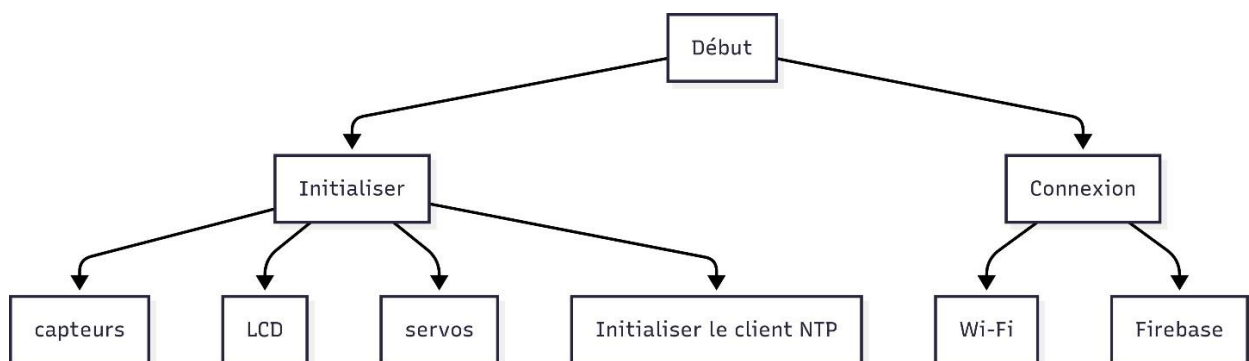 Début
Initialiser
Connexion
capteurs
LCD
servos
Initialiser le client NTP
Wi-Fi
Firebase